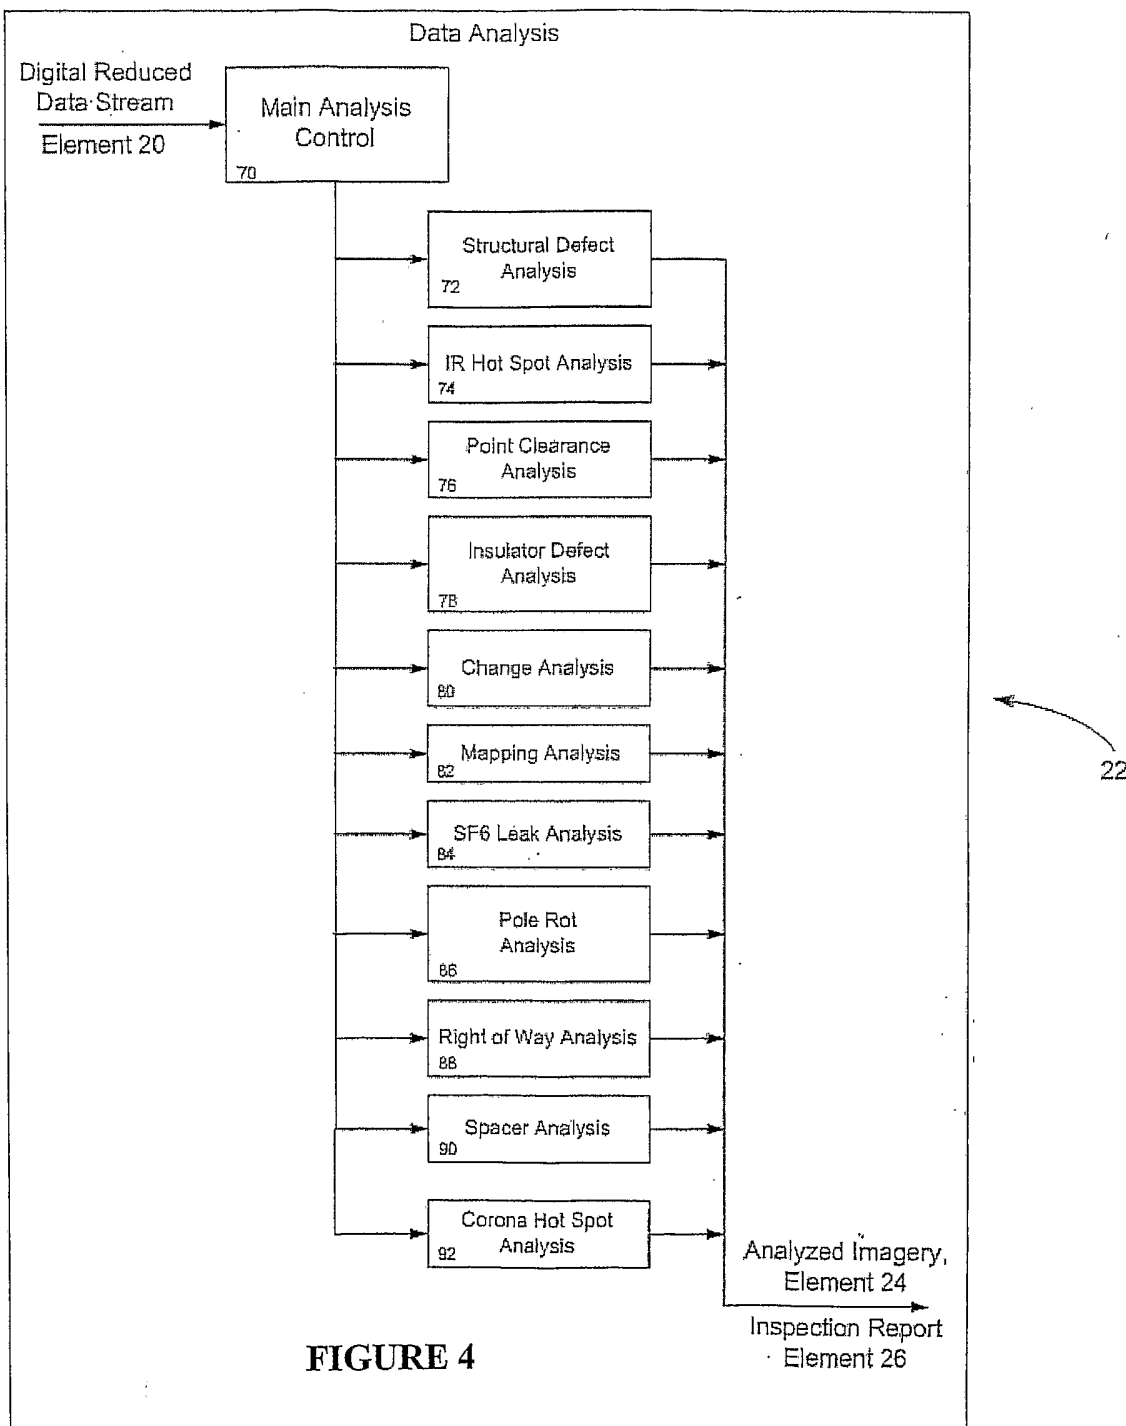 Data Analysis
Digital Reduced
Data Stream
Element 20
Main Analysis
Control
70
Structural Defect
Analysis
72
IR Hot Spot Analysis
74
Point Clearance
Analysis
76
Insulator Defect
Analysis
78
Change Analysis
80
Mapping Analysis
82
SF6 Leak Analysis
84
Pole Rot
Analysis
86
Right of Way Analysis
88
Spacer Analysis
90
Corona Hot Spot
Analysis
92
22
Analyzed Imagery,
Element 24
Inspection Report
Element 26
FIGURE 4